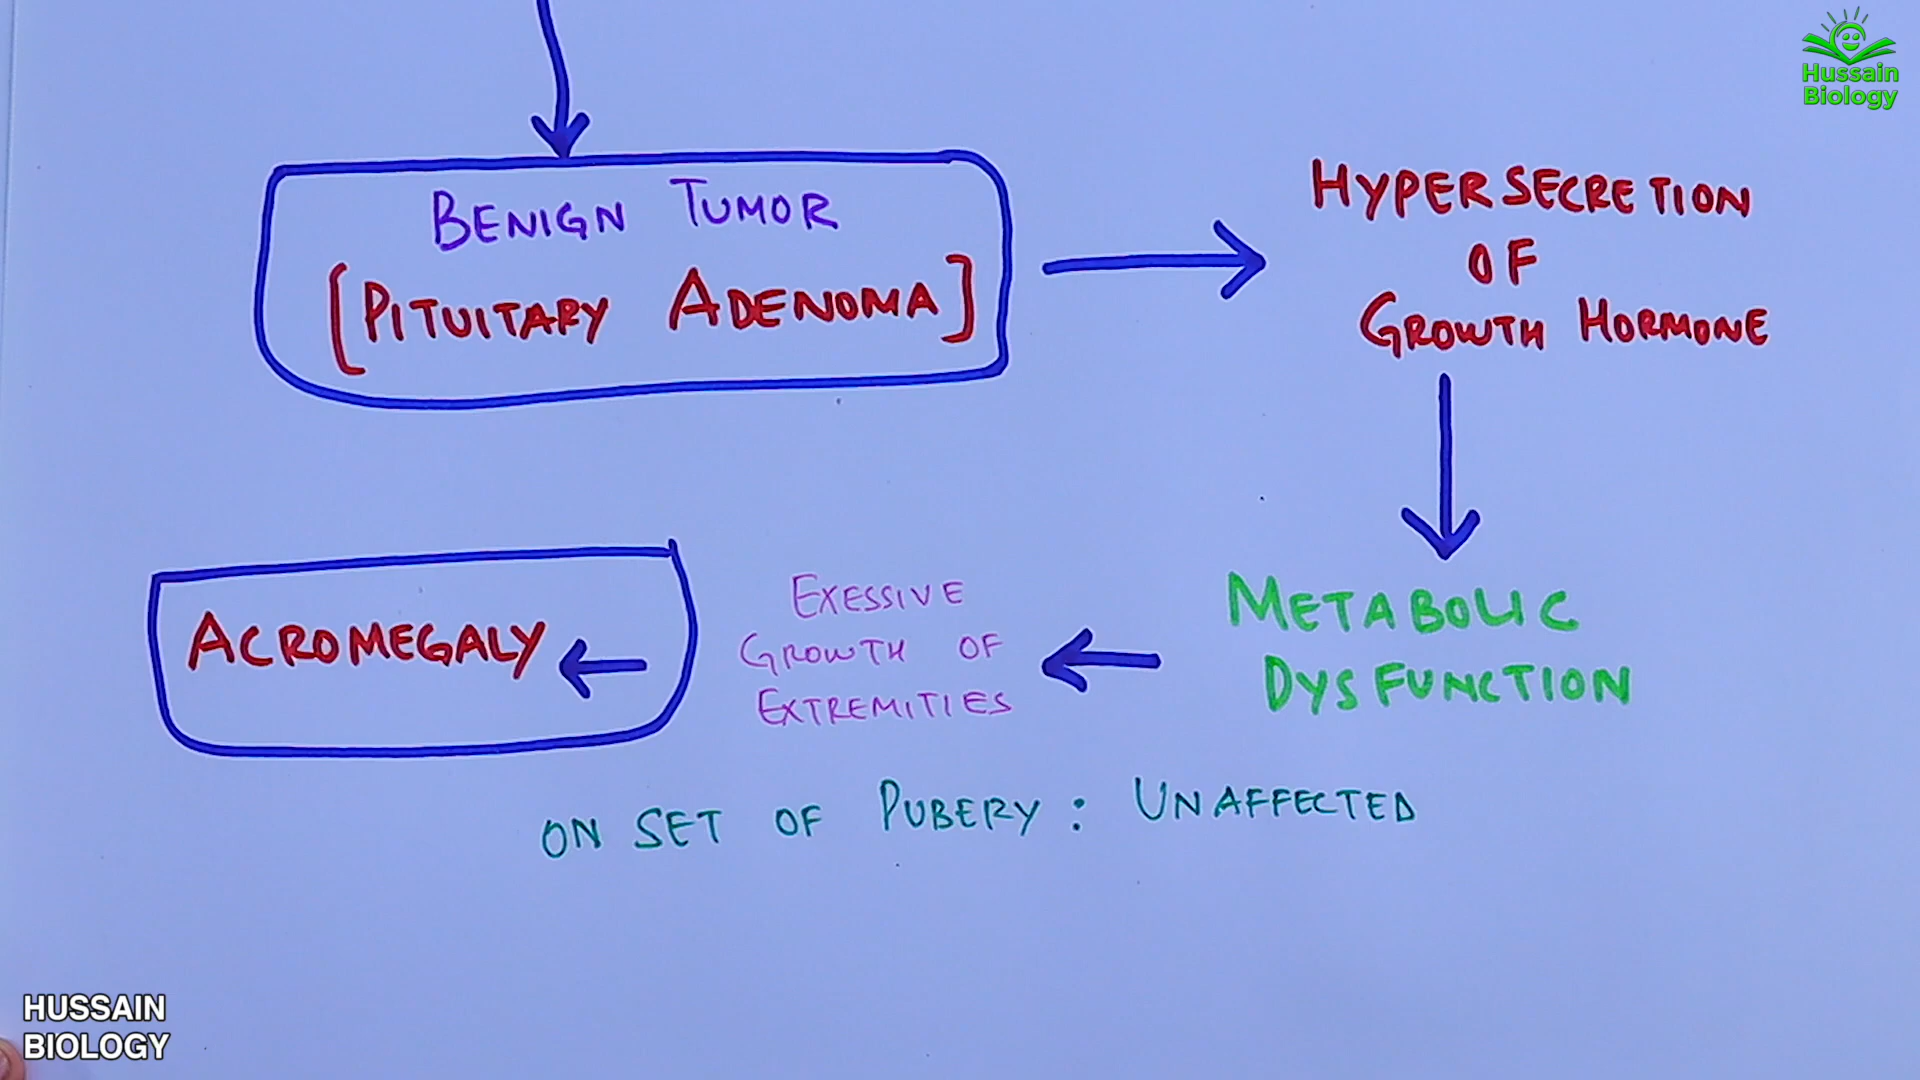 Hussain
Biology
BENIGN TUMOR
[PITUITARY ADENOMA]
HYPERSECRETION
OF
GROWTH HORMONE
METABOLIC
DYSFUNCTION
EXESSIVE
GROWTH OF
EXTREMITIES
ACROMEGALY
ON SET OF PUBERY : UNAFFECTED
HUSSAIN
BIOLOGY